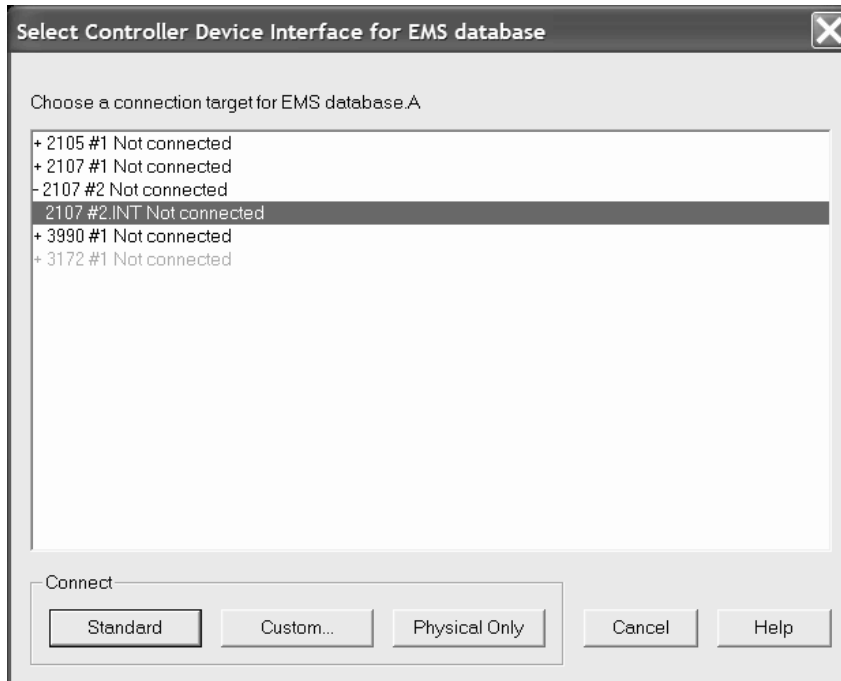 Select Controller Device Interface for EMS database
Choose a connection target for EMS database.A
+ 2105 #1 Not connected
+ 2107 #1 Not connected
- 2107 #2 Not connected
2107 #2.INT Not connected
+ 3990 #1 Not connected
+ 3172 #1 Not connected
Connect
Standard Custom... Physical Only Cancel Help